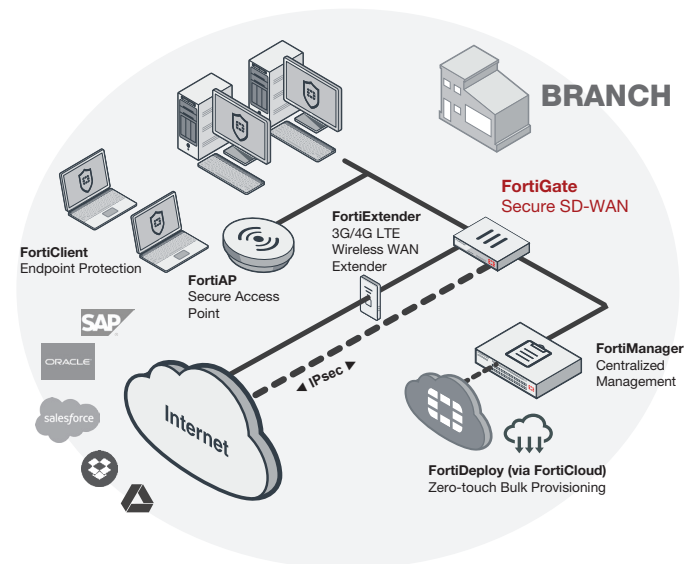 BRANCH
FortiGate
Secure SD-WAN
FortiExtender
3G/4G LTE
Wireless WAN
Extender
FortiClient
Endpoint Protection
FortiAP
Secure Access
Point
SAP
ORACLE
salesforce
Internet
IPsec
FortiManager
Centralized
Management
FortiDeploy (via FortiCloud)
Zero-touch Bulk Provisioning